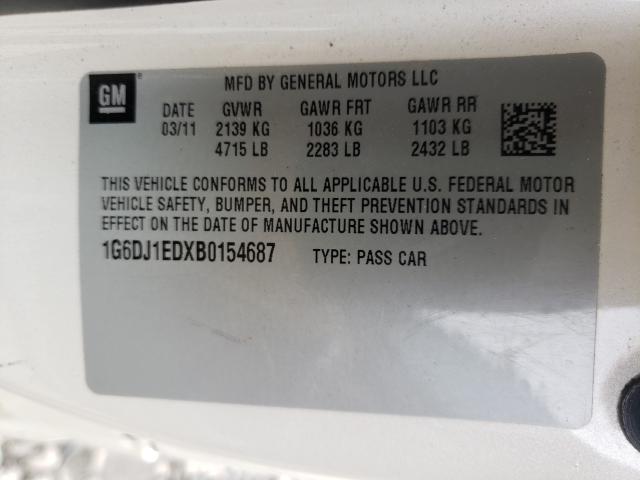 GM
MFD BY GENERAL MOTORS LLC
DATE GVWR GAWR FRT GAWR RR
03/11 2139 KG 1036 KG 1103 KG
4715 LB 2283 LB 2432 LB
THIS VEHICLE CONFORMS TO ALL APPLICABLE U.S. FEDERAL MOTOR
VEHICLE SAFETY, BUMPER, AND THEFT PREVENTION STANDARDS IN
EFFECT ON THE DATE OF MANUFACTURE SHOWN ABOVE.
1G6DJ1EDXB0154687 TYPE: PASS CAR